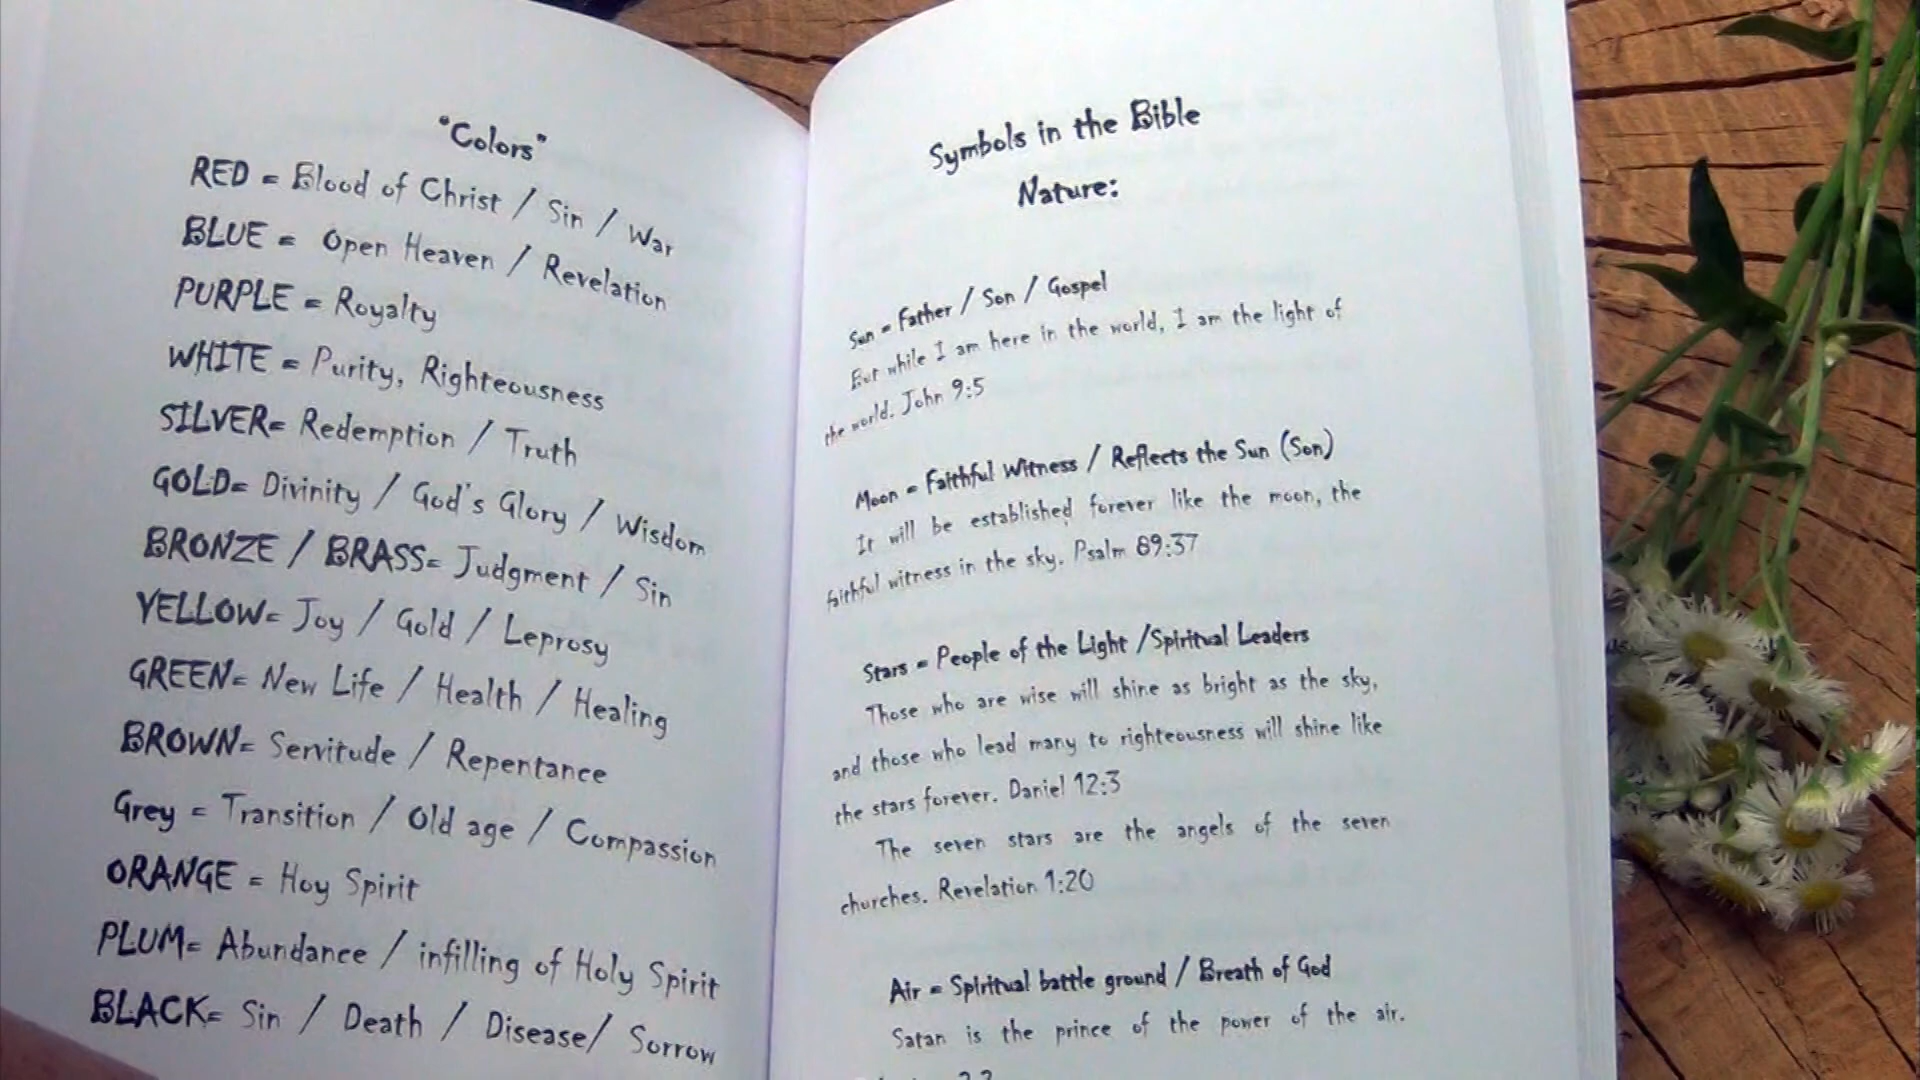 "Colors"
RED = Blood of Christ / Sin / War
BLUE = Open Heaven / Revelation
PURPLE = Royalty
WHITE = Purity, Righteousness
SILVER= Redemption / Truth
GOLD= Divinity / God's Glory / Wisdom
BRONZE / BRASS= Judgment / Sin
YELLOW= Joy / Gold / Leprosy
GREEN= New Life / Health / Healing
BROWN= Servitude / Repentance
Grey = Transition / Old age / Compassion
ORANGE = Hoy Spirit
PLUM= Abundance / infilling of Holy Spirit
BLACK= Sin / Death / Disease/ Sorrow
Symbols in the Bible
Nature:
Sun = Father / Son / Gospel
But while I am here in the world, I am the light of
the world. John 9:5
Moon = Faithful Witness / Reflects the Sun (Son)
It will be established forever like the moon, the
faithful witness in the sky. Psalm 89:37
Stars = People of the Light /Spiritual Leaders
Those who are wise will shine as bright as the sky,
and those who lead many to righteousness will shine like
the stars forever. Daniel 12:3
The seven stars are the angels of the seven
churches. Revelation 1:20
Air = Spiritual battle ground / Breath of God
Satan is the prince of the power of the air.